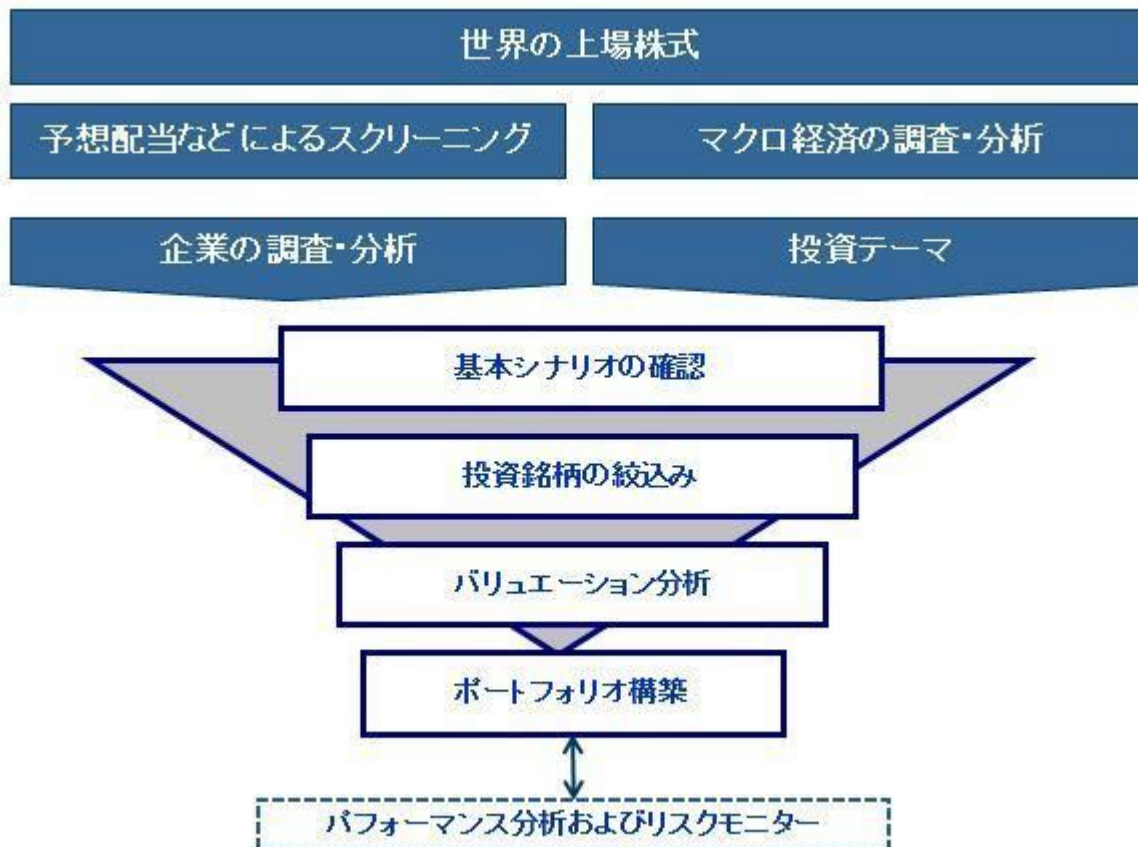 世界の上場株式
予想配当などによるスクリーニング
マクロ経済の調査・分析
企業の調査・分析
投資テーマ
基本シナリオの確認
投資銘柄の絞込み
バリュエーション分析
ポートフォリオ構築
パフォーマンス分析およびリスクモニター